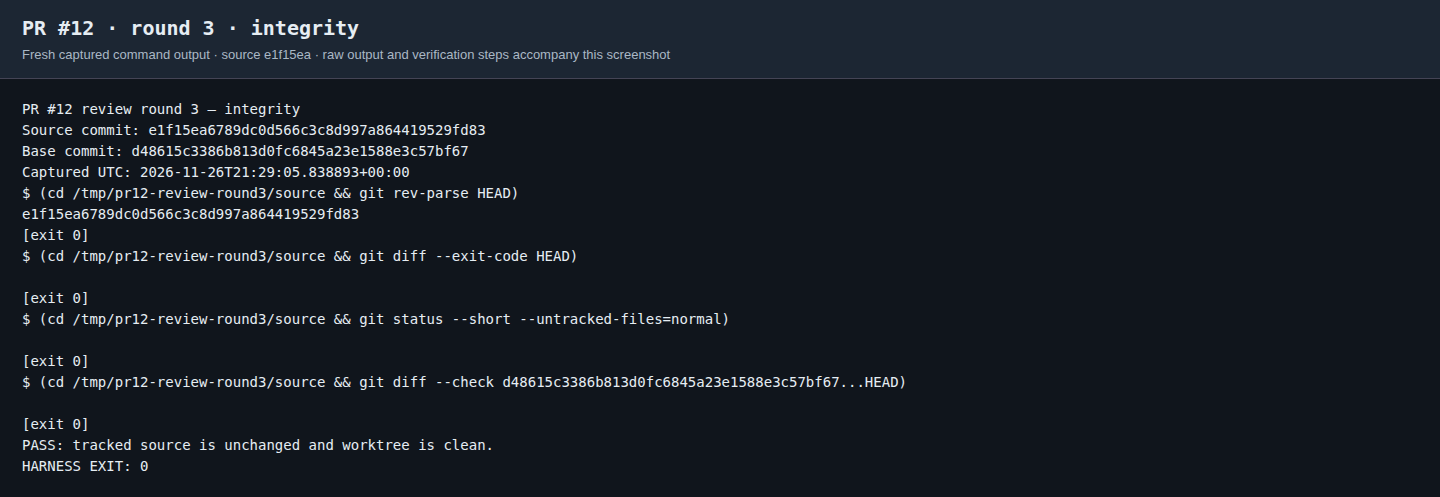 PR #12 · round 3 · integrity
Fresh captured command output · source e1f15ea · raw output and verification steps accompany this screenshot
PR #12 review round 3 — integrity
Source commit: e1f15ea6789dc0d566c3c8d997a864419529fd83
Base commit: d48615c3386b813d0fc6845a23e1588e3c57bf67
Captured UTC: 2026-11-26T21:29:05.838893+00:00
$ (cd /tmp/pr12-review-round3/source && git rev-parse HEAD)
e1f15ea6789dc0d566c3c8d997a864419529fd83
[exit 0]
$ (cd /tmp/pr12-review-round3/source && git diff --exit-code HEAD)
[exit 0]
$ (cd /tmp/pr12-review-round3/source && git status --short --untracked-files=normal)
[exit 0]
$ (cd /tmp/pr12-review-round3/source && git diff --check d48615c3386b813d0fc6845a23e1588e3c57bf67...HEAD)
[exit 0]
PASS: tracked source is unchanged and worktree is clean.
HARNESS EXIT: 0